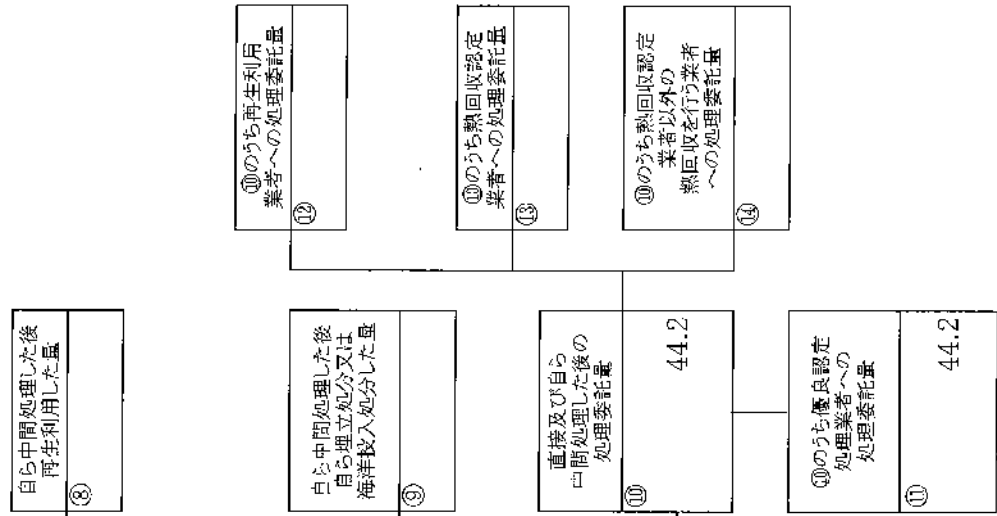 自ら中間処理した後
再生利用した量
⑧
自ら中間処理した後
自ら埋立処分又は
海洋投入処分した量
⑨
直接及び自ら
中間処理した後の
処理委託量
⑩
44.2
⑩のうち優良認定
処理業者への
処理委託量
⑪
44.2
⑩のうち再生利用
業者への処理委託量
⑫
⑩のうち熱回収認定
業者への処理委託量
⑬
⑩のうち熱回収認定
業者以外の
熱回収を行う業者
への処理委託量
⑭